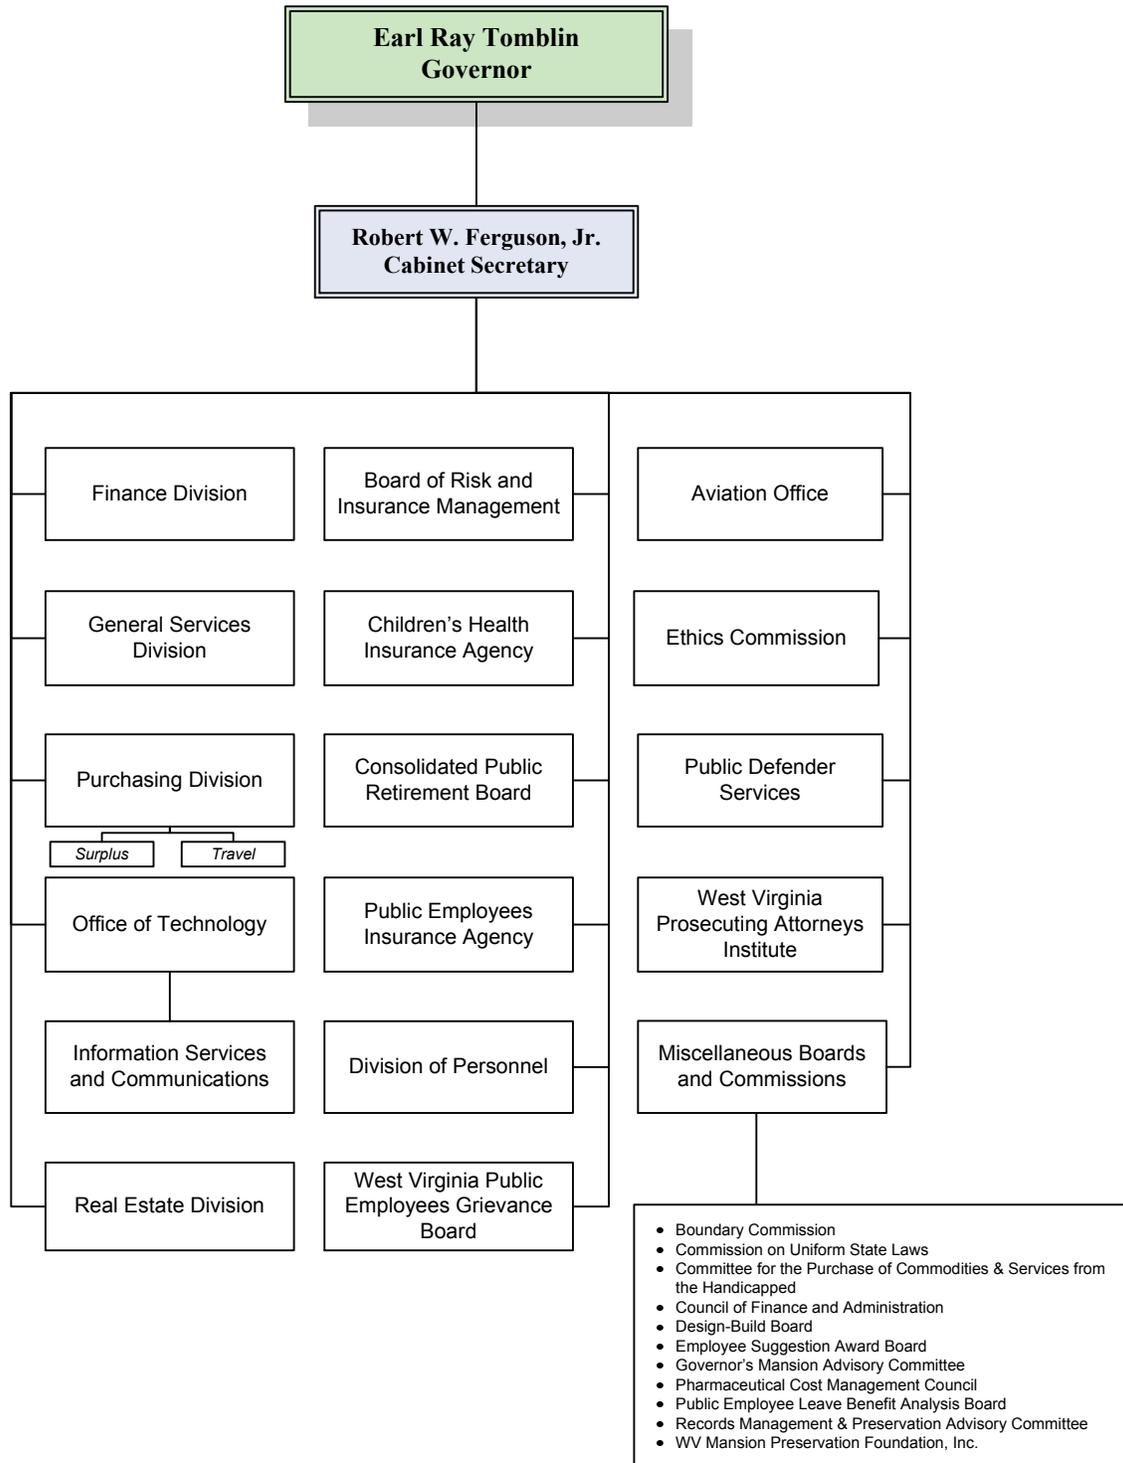 Earl Ray Tomblin
Governor
Robert W. Ferguson, Jr.
Cabinet Secretary
Finance Division
Board of Risk and
Insurance Management
Aviation Office
General Services
Division
Children's Health
Insurance Agency
Ethics Commission
Purchasing Division
Consolidated Public
Retirement Board
Public Defender
Services
Surplus
Travel
Office of Technology
Public Employees
Insurance Agency
West Virginia
Prosecuting Attorneys
Institute
Information Services
and Communications
Division of Personnel
Miscellaneous Boards
and Commissions
Real Estate Division
West Virginia Public
Employees Grievance
Board
• Boundary Commission
• Commission on Uniform State Laws
• Committee for the Purchase of Commodities & Services from
the Handicapped
• Council of Finance and Administration
• Design-Build Board
• Employee Suggestion Award Board
• Governor's Mansion Advisory Committee
• Pharmaceutical Cost Management Council
• Public Employee Leave Benefit Analysis Board
• Records Management & Preservation Advisory Committee
• WV Mansion Preservation Foundation, Inc.